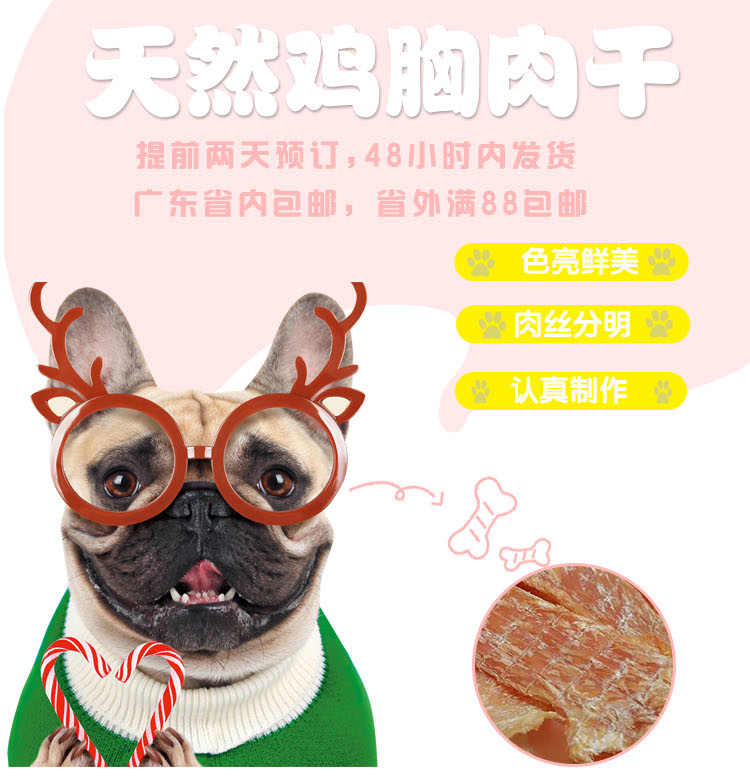 天然鸡胸肉干
提前两天预订,48小时内发货
广东省内包邮，省外满88包邮
色亮鲜美
肉丝分明
认真制作